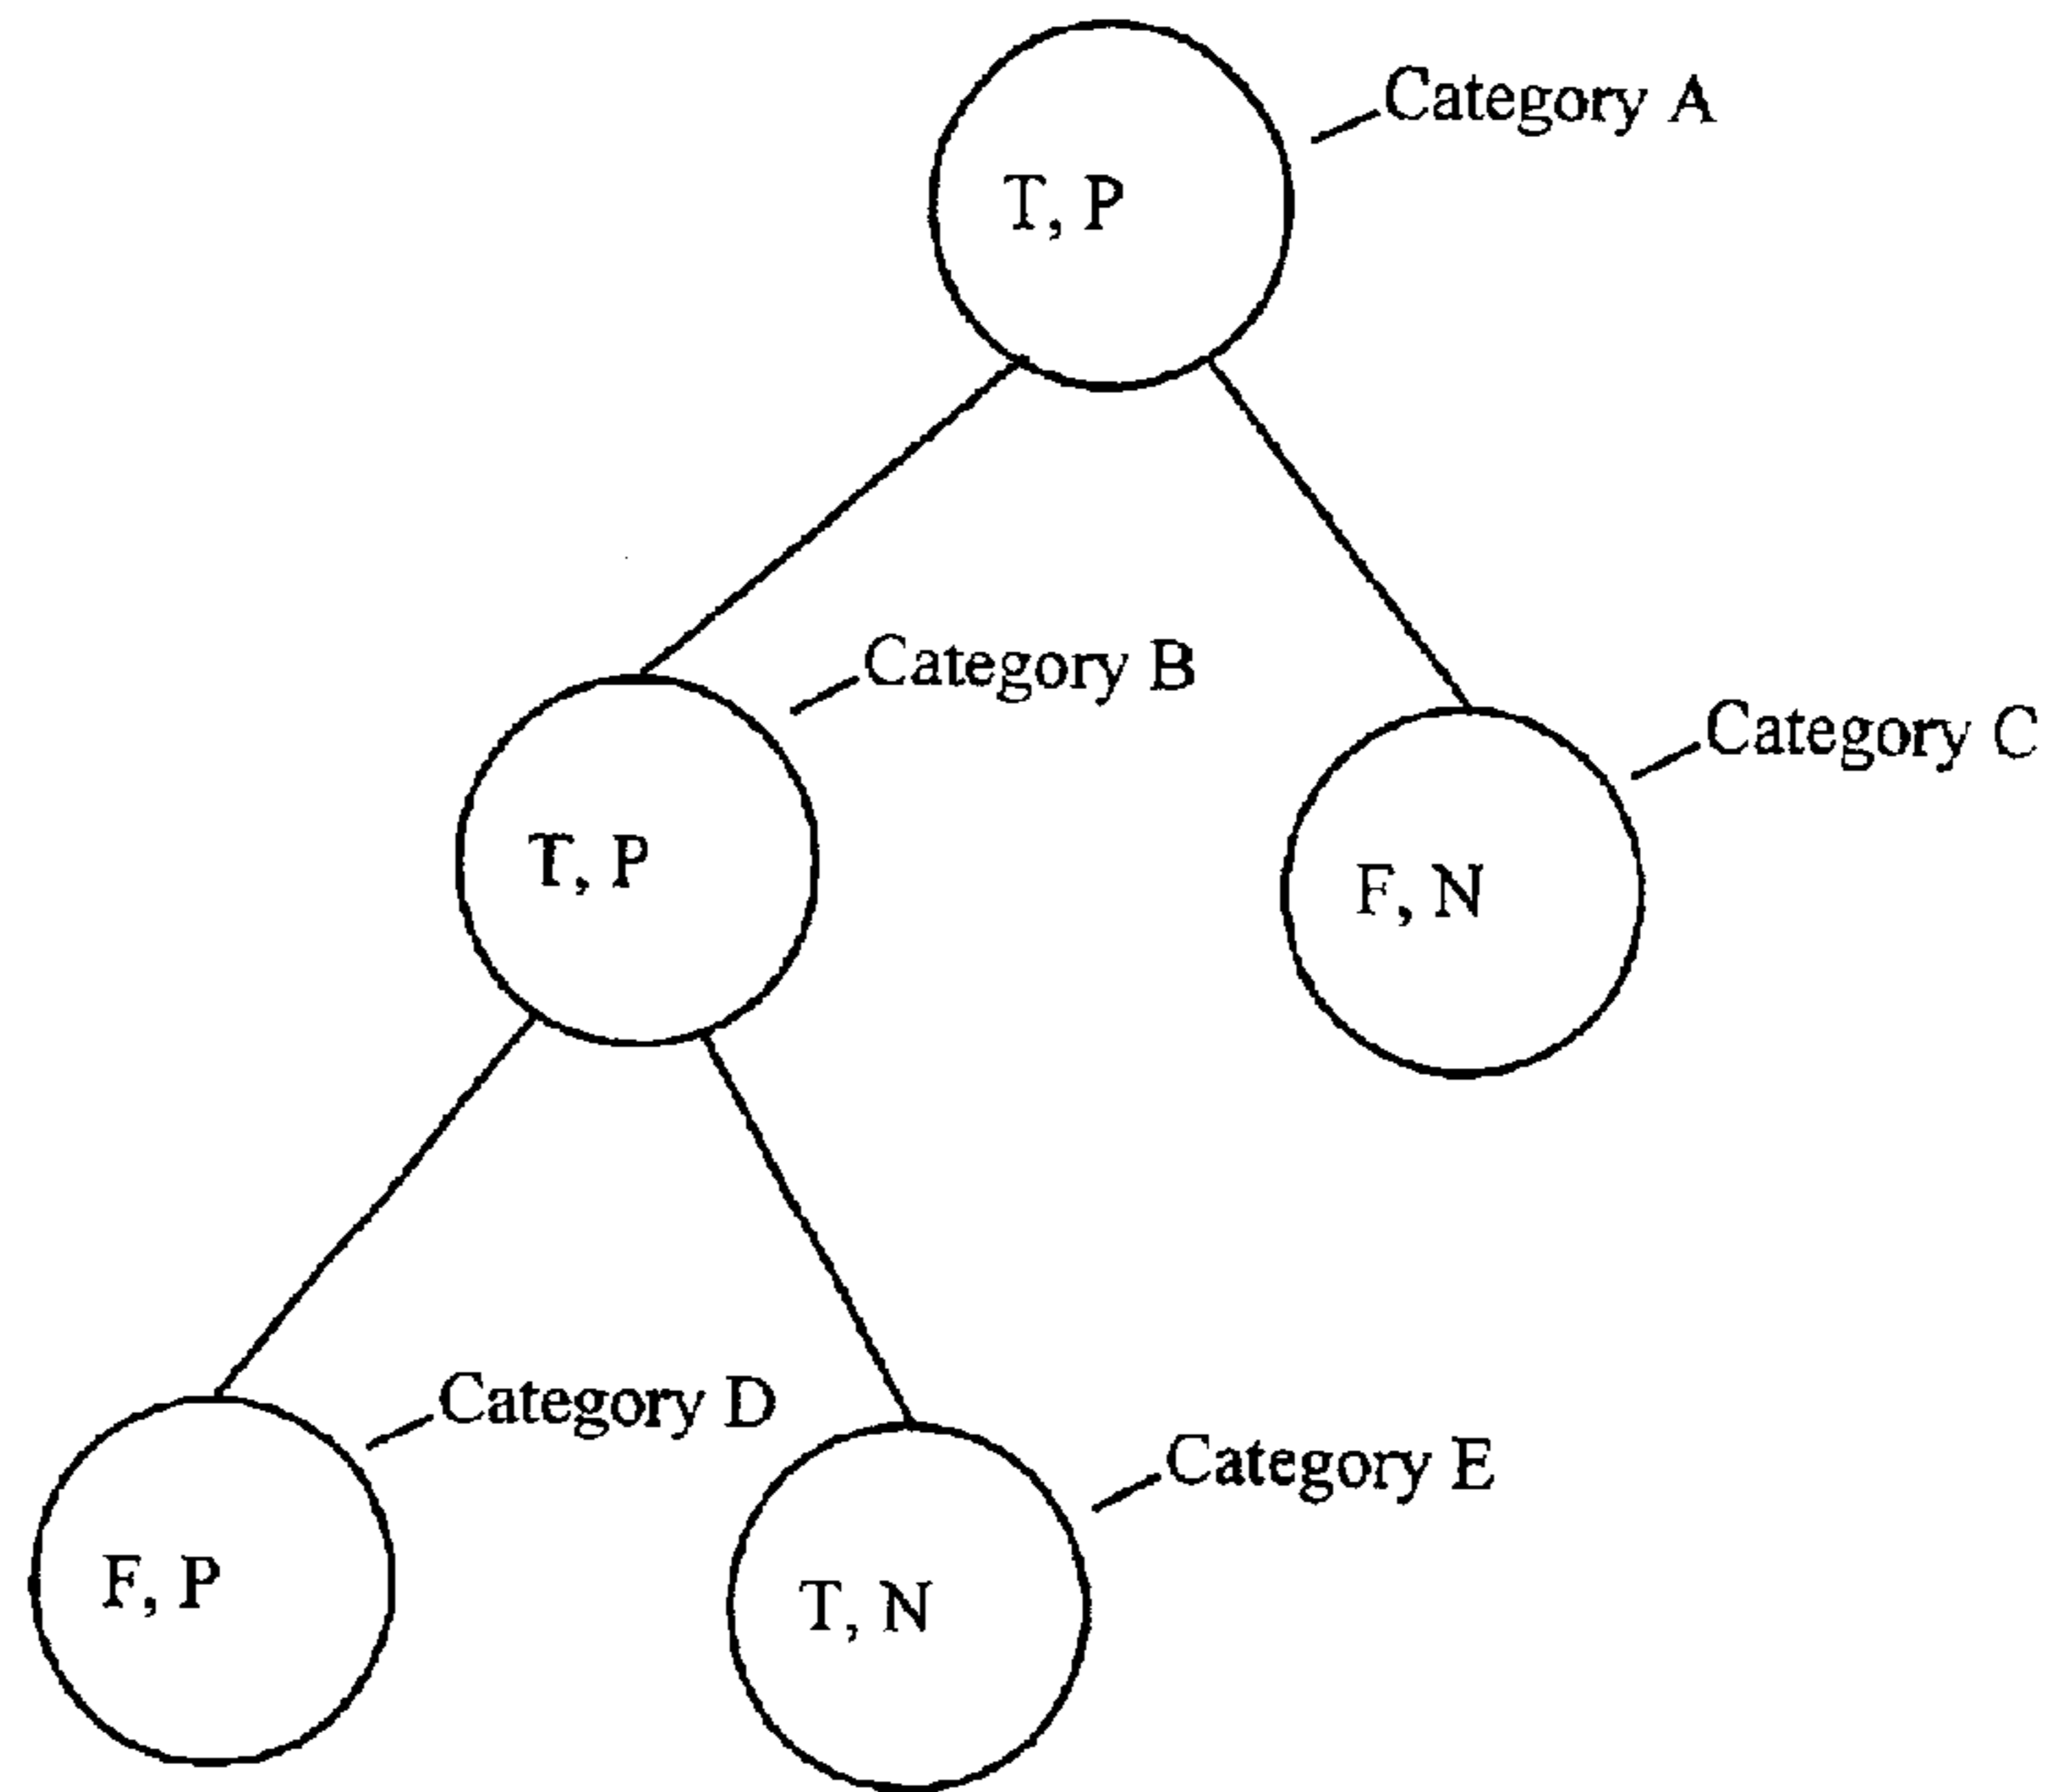 Category A
T, P
Category B
T, P
Category C
F, N
Category D
F, P
Category E
T, N